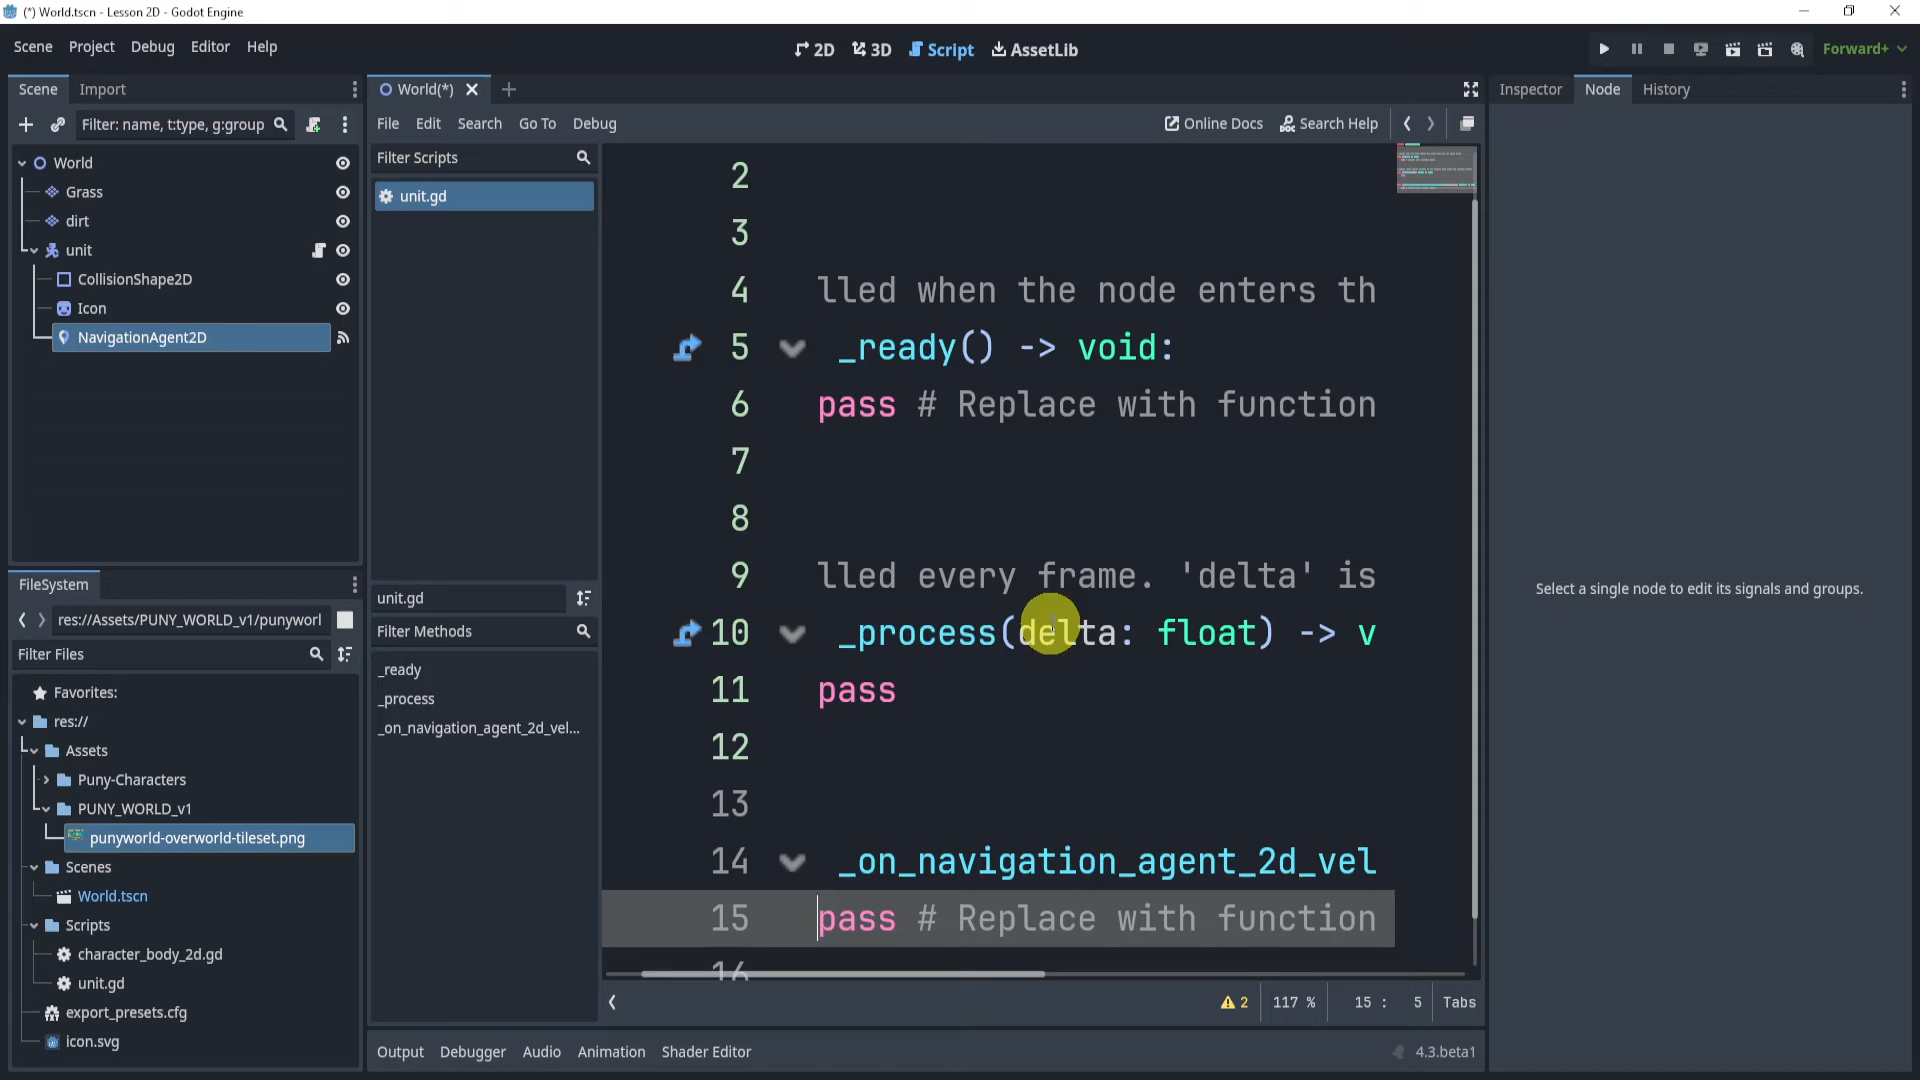 (*) World.tscn - Lesson 2D - Godot Engine
Scene Project Debug Editor Help
2D 3D Script AssetLib
Forward+
Scene Import
World(*)
Inspector Node History
Filter: name, t:type, g:group
File Edit Search Go To Debug
Online Docs Search Help
World
Grass
dirt
unit
CollisionShape2D
Icon
NavigationAgent2D
Filter Scripts
unit.gd
unit.gd
Filter Methods
_ready
_process
_on_navigation_agent_2d_vel...
2
3
4 lled when the node enters th
5 _ready() -> void:
6 pass # Replace with function
7
8
9 lled every frame. 'delta' is
10 _process(delta: float) -> v
11 pass
12
13
14 _on_navigation_agent_2d_vel
15 pass # Replace with function
16
2 117 % 15 : 5 Tabs
Select a single node to edit its signals and groups.
FileSystem
res://Assets/PUNY_WORLD_v1/punyworl
Filter Files
Favorites:
res://
Assets
Puny-Characters
PUNY_WORLD_v1
punyworld-overworld-tileset.png
Scenes
World.tscn
Scripts
character_body_2d.gd
unit.gd
export_presets.cfg
icon.svg
Output Debugger Audio Animation Shader Editor
4.3.beta1